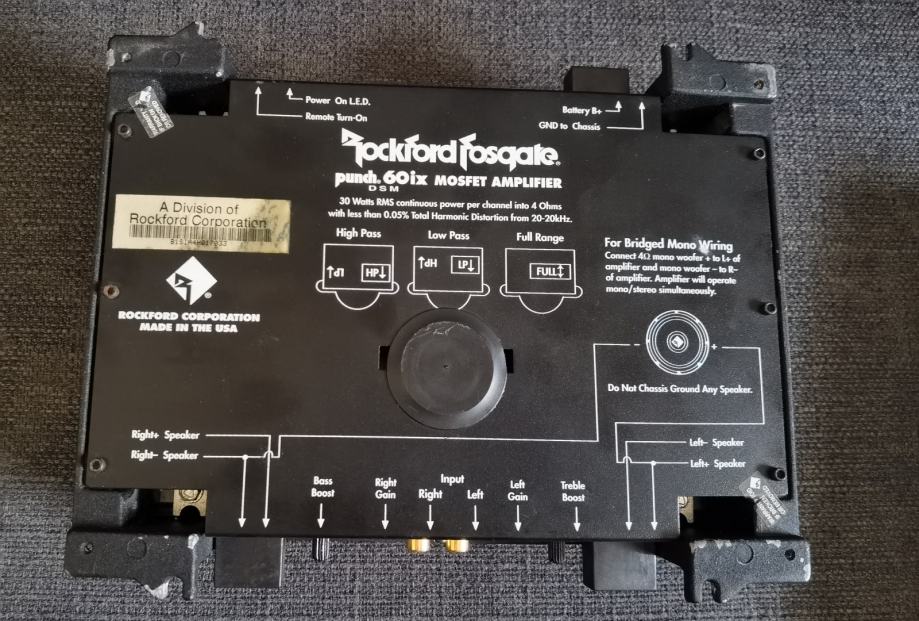 Power On L.E.D.
Remote Turn-On
Battery B+
GND to Chassis
Rockford Fosgate®
punch® 60ix MOSFET AMPLIFIER
DSM
30 Watts RMS continuous power per channel into 4 Ohms
with less than 0.05% Total Harmonic Distortion from 20-20kHz.
A Division of
Rockford Corporation
High Pass
Low Pass
Full Range
LP↓ HP↓
↑HP LP↓
FULL↕
For Bridged Mono Wiring
Connect 4Ω mono woofer + to L+ of
amplifier and mono woofer – to R–
of amplifier. Amplifier will operate
mono/stereo simultaneously.
®
ROCKFORD CORPORATION
MADE IN THE USA
– +
Do Not Chassis Ground Any Speaker.
Right+ Speaker
Right– Speaker
Left– Speaker
Left+ Speaker
Bass
Boost
Right
Gain
Input
Right
Left
Left
Gain
Treble
Boost